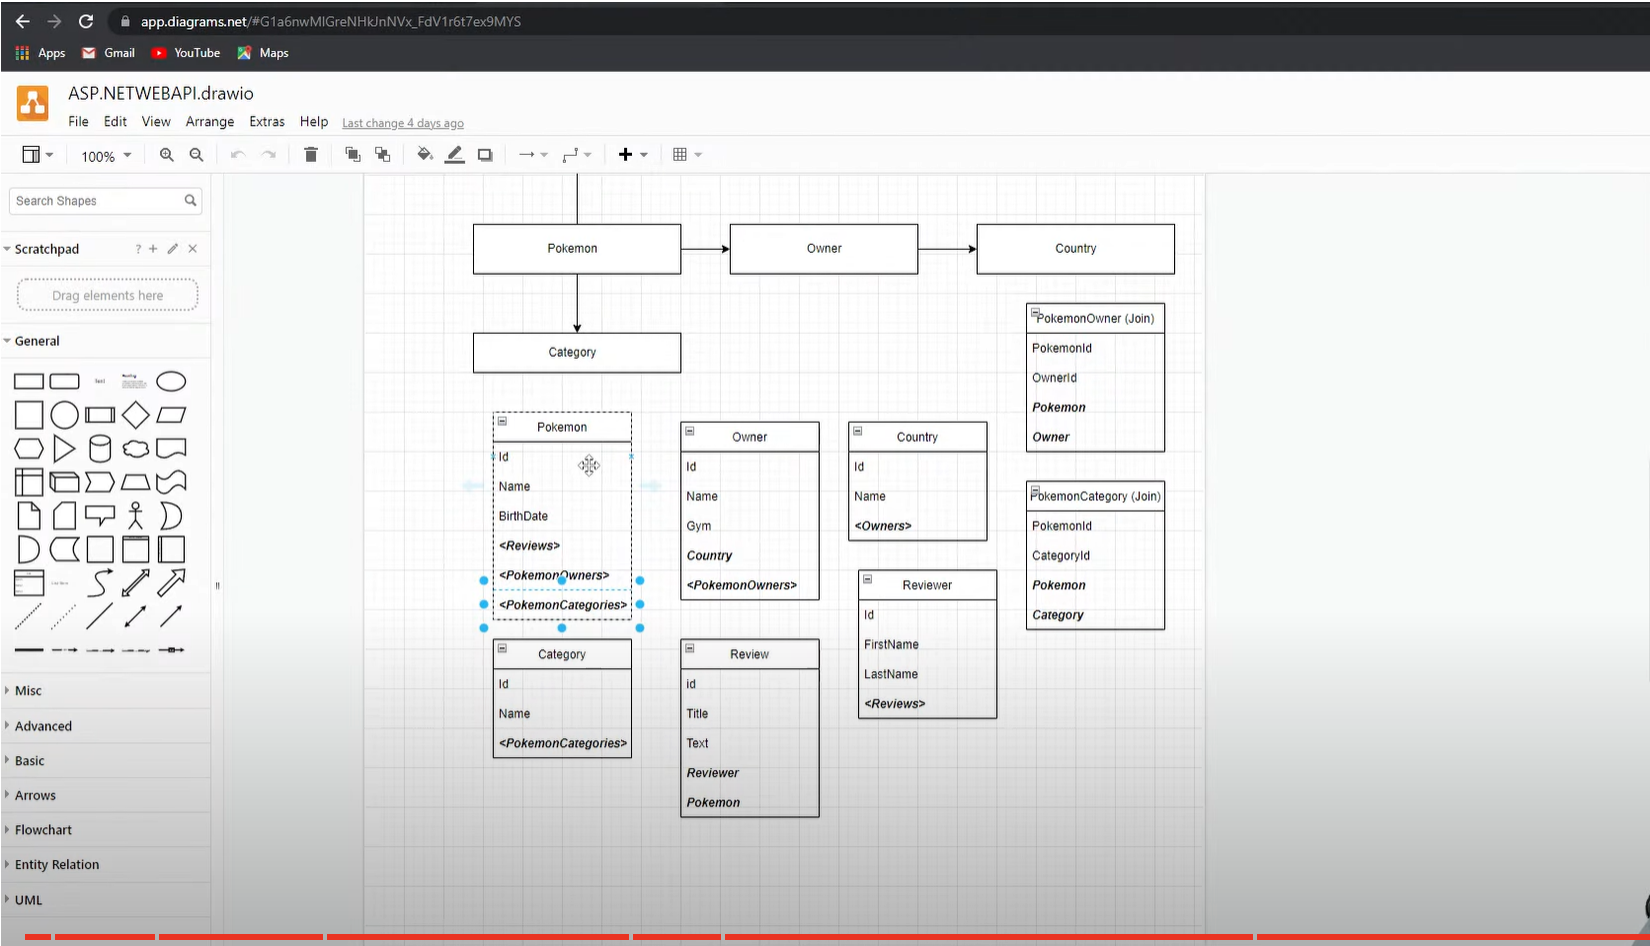 app.diagrams.net/#G1a6nwMlGreNHkJnNVx_FdV1r6t7ex9MYS
Apps Gmail YouTube Maps
ASP.NETWEBAPI.drawio
File Edit View Arrange Extras Help Last change 4 days ago
100%
Search Shapes
Scratchpad
?
Drag elements here
General
Misc
Advanced
Basic
Arrows
Flowchart
Entity Relation
UML
Pokemon
Owner
Country
Category
PokemonOwner (Join)
PokemonId
OwnerId
Pokemon
Owner
Pokemon
Id
Name
BirthDate
<Reviews>
<PokemonOwners>
<PokemonCategories>
Owner
Id
Name
Gym
Country
<PokemonOwners>
Country
Id
Name
<Owners>
PokemonCategory (Join)
PokemonId
CategoryId
Pokemon
Category
Reviewer
Id
FirstName
LastName
<Reviews>
Category
Id
Name
<PokemonCategories>
Review
id
Title
Text
Reviewer
Pokemon